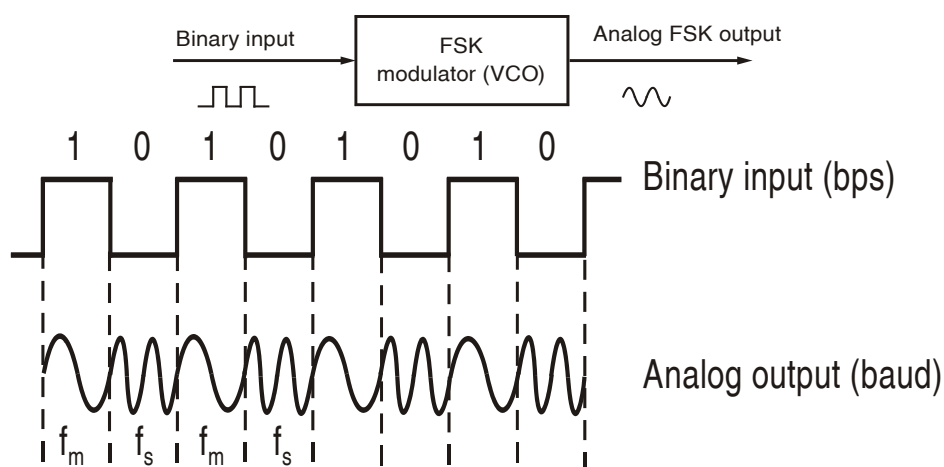 Binary input
FSK
modulator (VCO)
Analog FSK output
1 0 1 0 1 0 1 0
Binary input (bps)
Analog output (baud)
fm fs fm fs